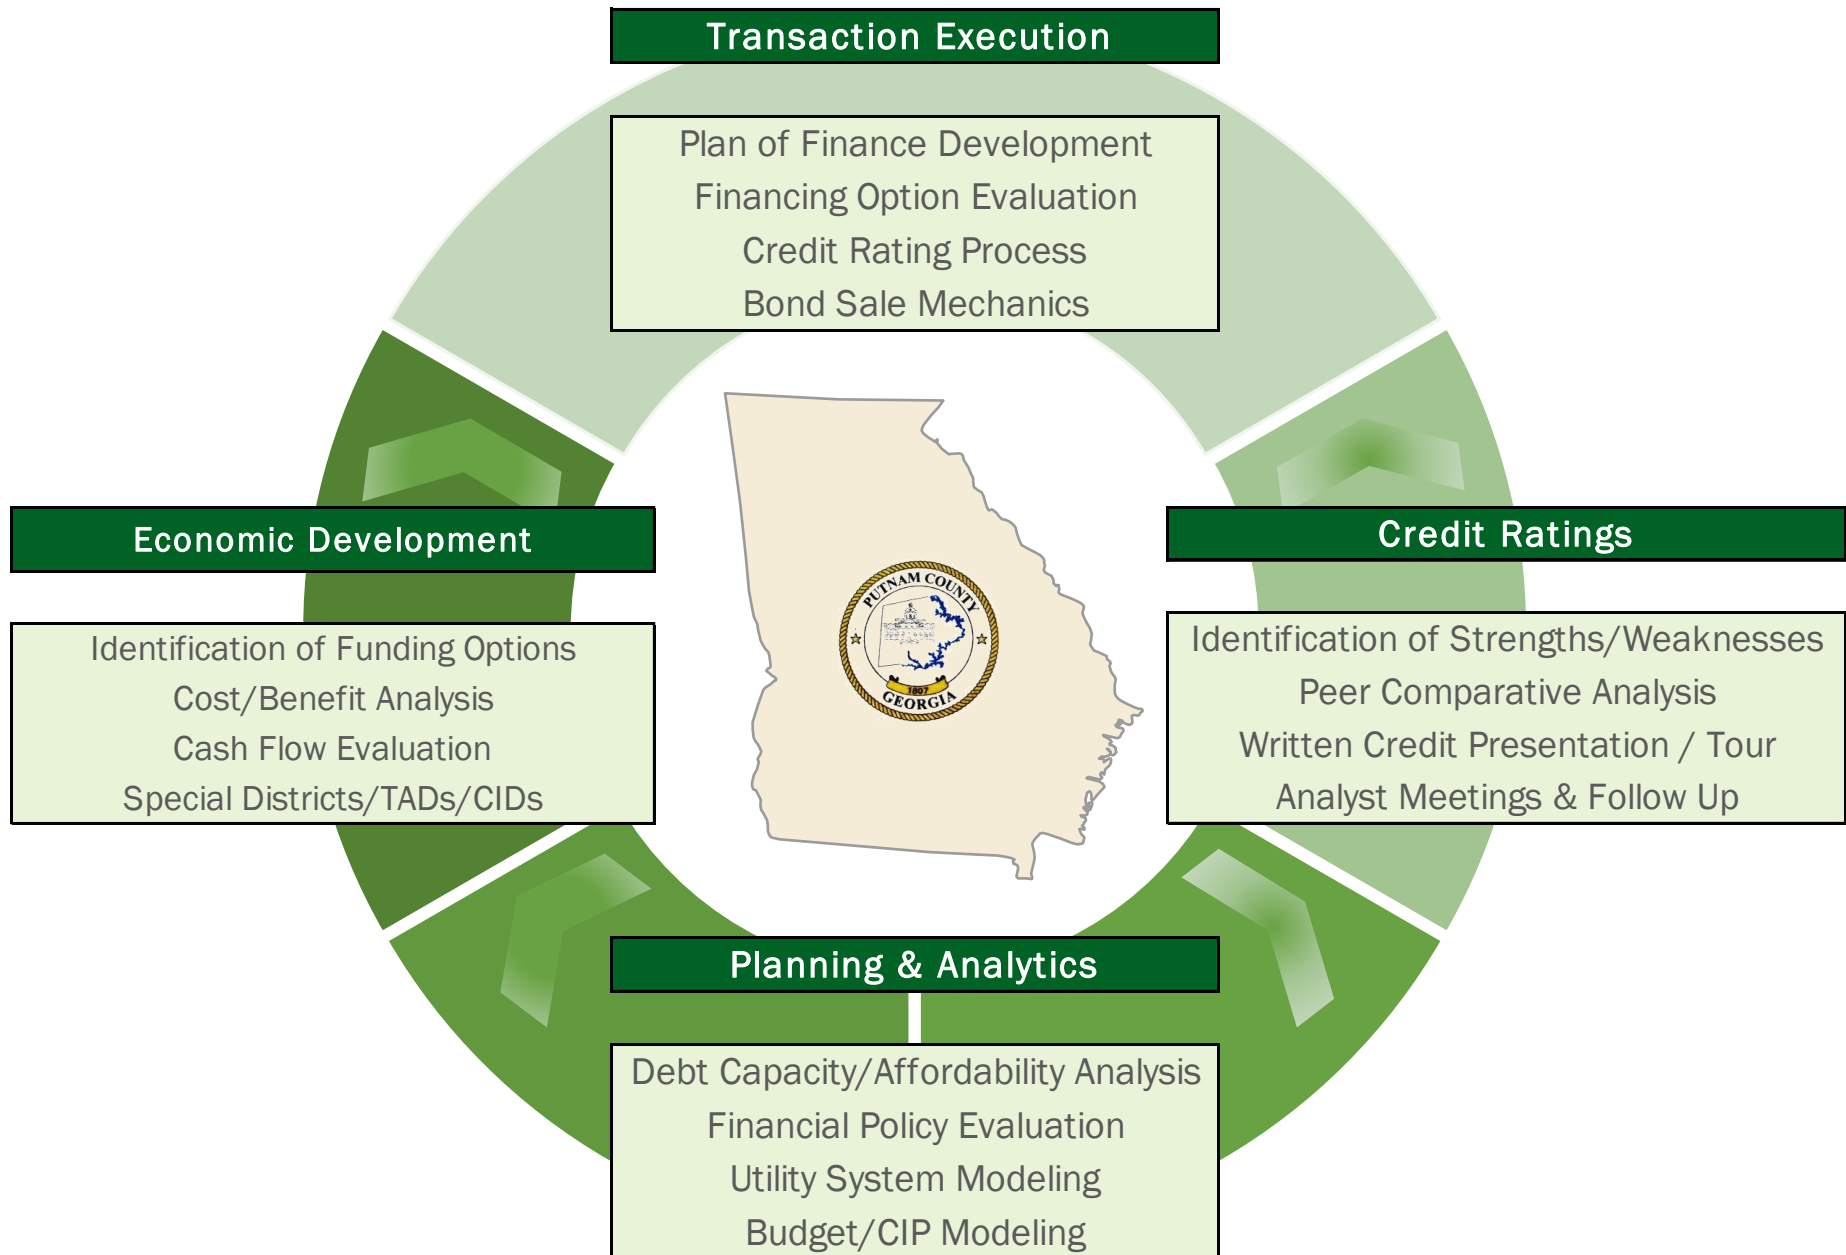 Transaction Execution
Plan of Finance Development
Financing Option Evaluation
Credit Rating Process
Bond Sale Mechanics
Economic Development
Identification of Funding Options
Cost/Benefit Analysis
Cash Flow Evaluation
Special Districts/TADs/CIDs
PUTNAM COUNTY
1807
GEORGIA
Credit Ratings
Identification of Strengths/Weaknesses
Peer Comparative Analysis
Written Credit Presentation / Tour
Analyst Meetings & Follow Up
Planning & Analytics
Debt Capacity/Affordability Analysis
Financial Policy Evaluation
Utility System Modeling
Budget/CIP Modeling